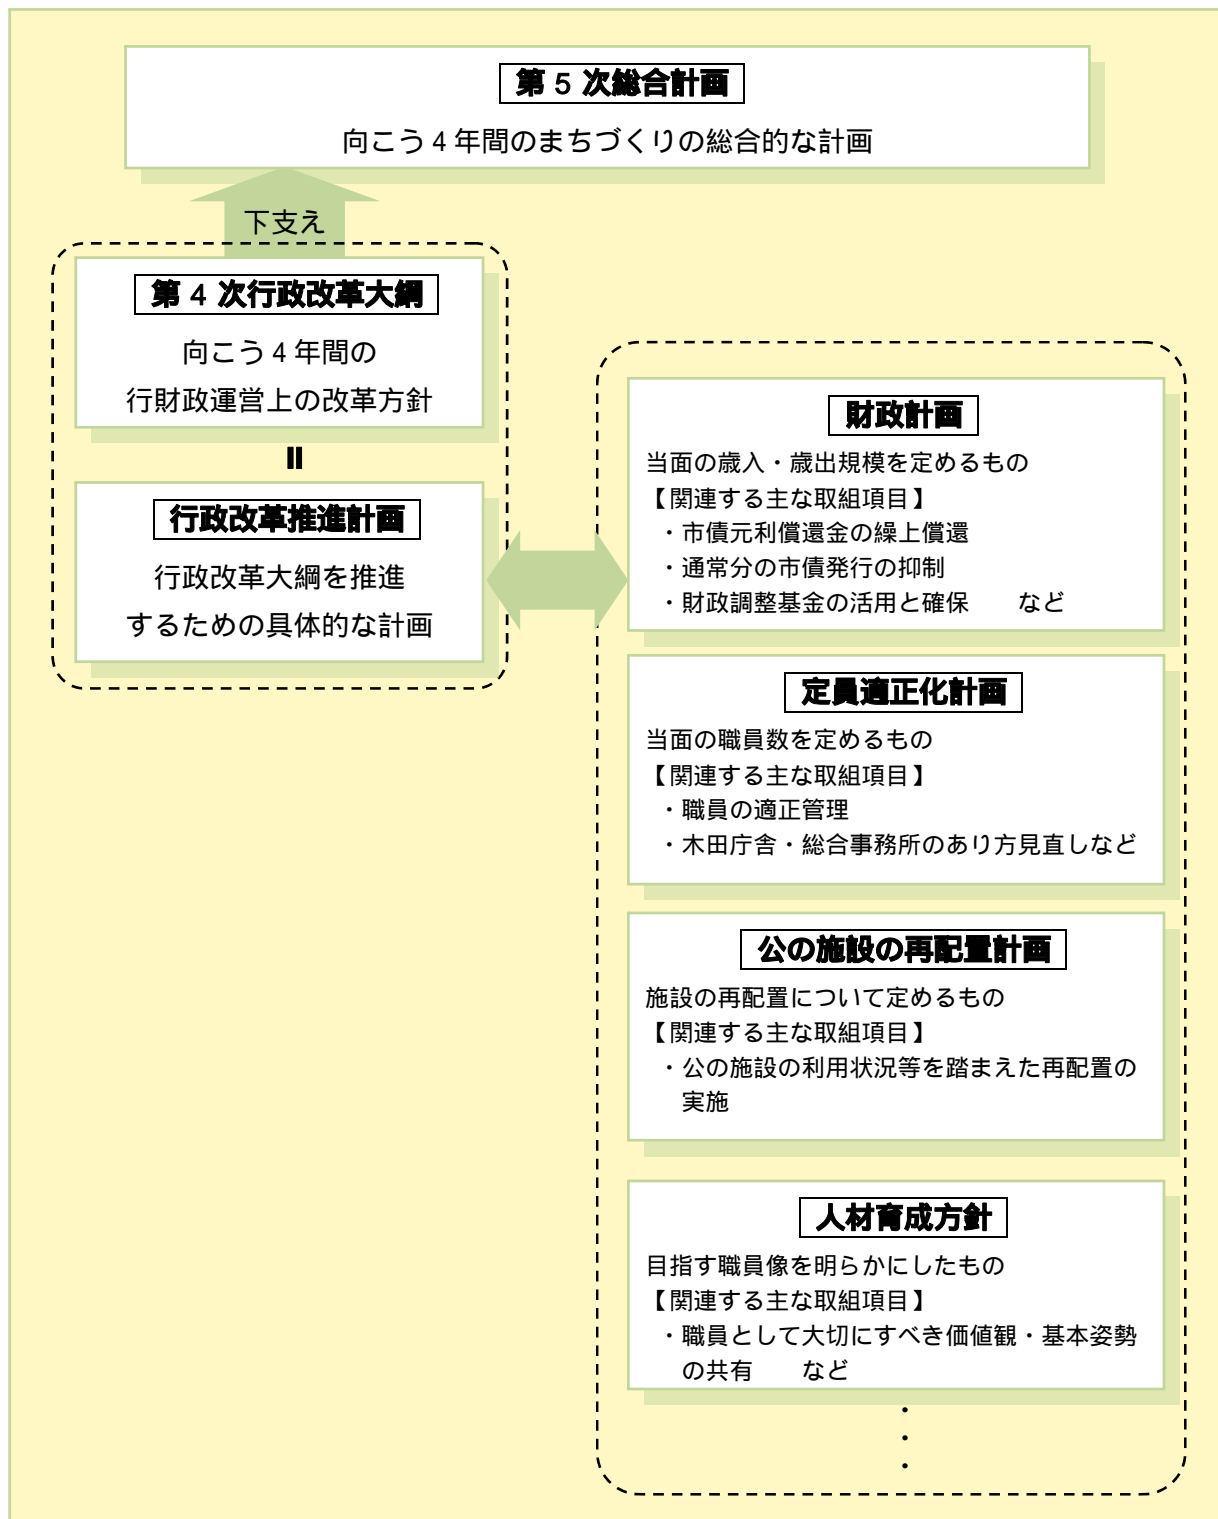 第 5 次総合計画
向こう４年間のまちづくりの総合的な計画
下支え
第 4 次行政改革大綱
向こう４年間の
行財政運営上の改革方針
＝
行政改革推進計画
行政改革大綱を推進
するための具体的な計画
財政計画
当面の歳入・歳出規模を定めるもの
【関連する主な取組項目】
・市債元利償還金の繰上償還
・通常分の市債発行の抑制
・財政調整基金の活用と確保　　など
定員適正化計画
当面の職員数を定めるもの
【関連する主な取組項目】
・職員の適正管理
・木田庁舎・総合事務所のあり方見直しなど
公の施設の再配置計画
施設の再配置について定めるもの
【関連する主な取組項目】
・公の施設の利用状況等を踏まえた再配置の
実施
人材育成方針
目指す職員像を明らかにしたもの
【関連する主な取組項目】
・職員として大切にすべき価値観・基本姿勢
の共有　　など
・
・
・